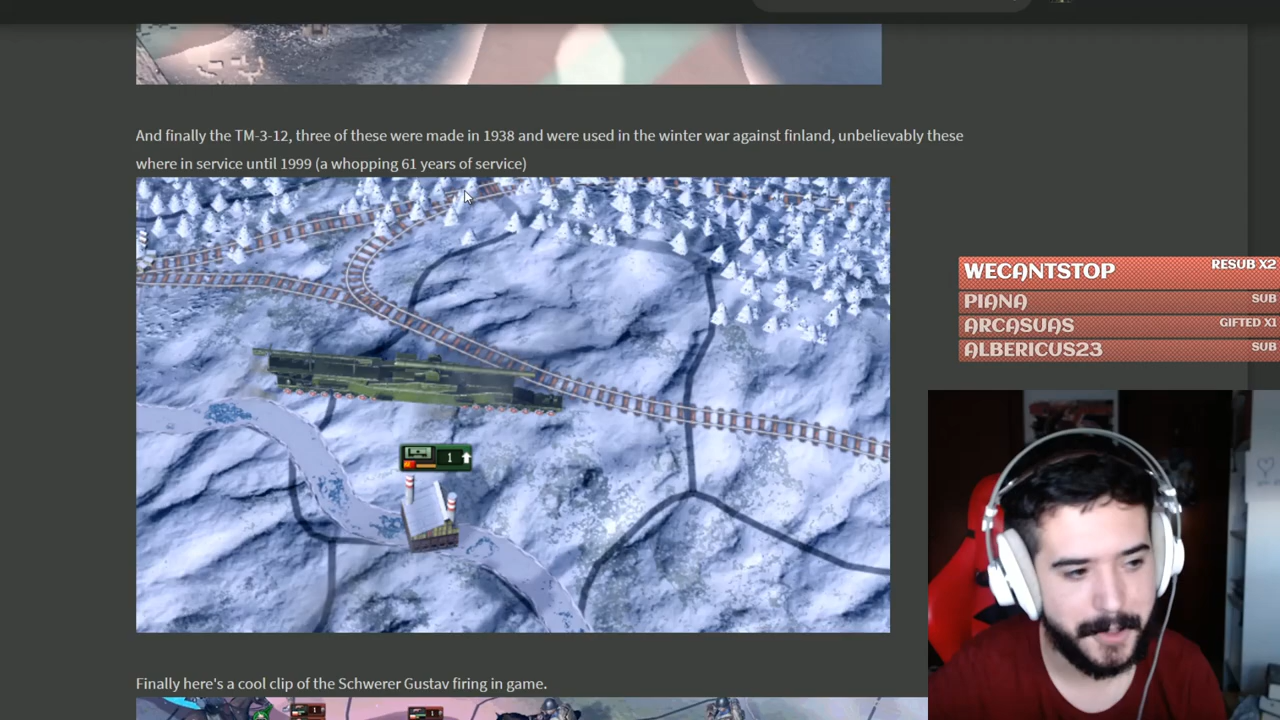 And finally the TM-3-12, three of these were made in 1938 and were used in the winter war against finland, unbelievably these
where in service until 1999 (a whopping 61 years of service)
WECANTSTOP RESUB X2
PIANA SUB
ARCASUAS GIFTED X1
ALBERICUS23 SUB
1
Finally here's a cool clip of the Schwerer Gustav firing in game.
1
1